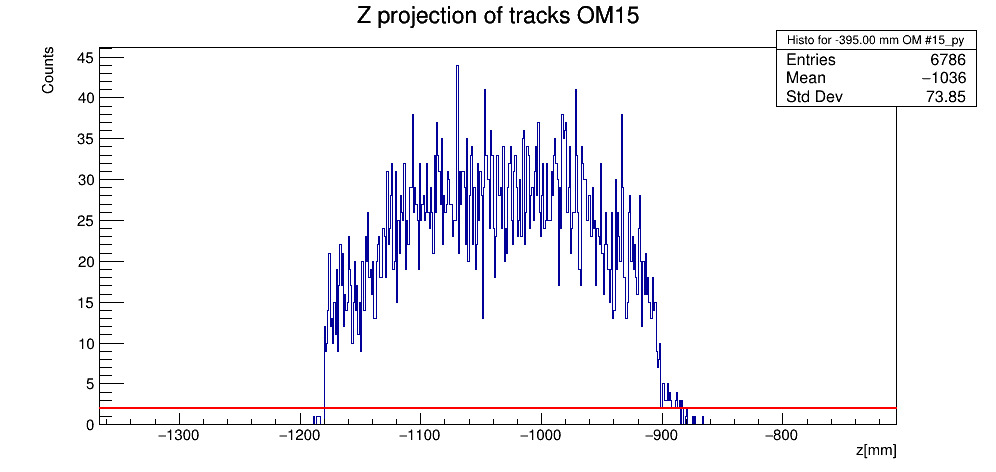 Z projection of tracks OM15
Histo for -395.00 mm OM #15_py
Entries 6786
Mean −1036
Std Dev 73.85
Counts
45
40
35
30
25
20
15
10
5
0
−1300 −1200 −1100 −1000 −900 −800
z[mm]